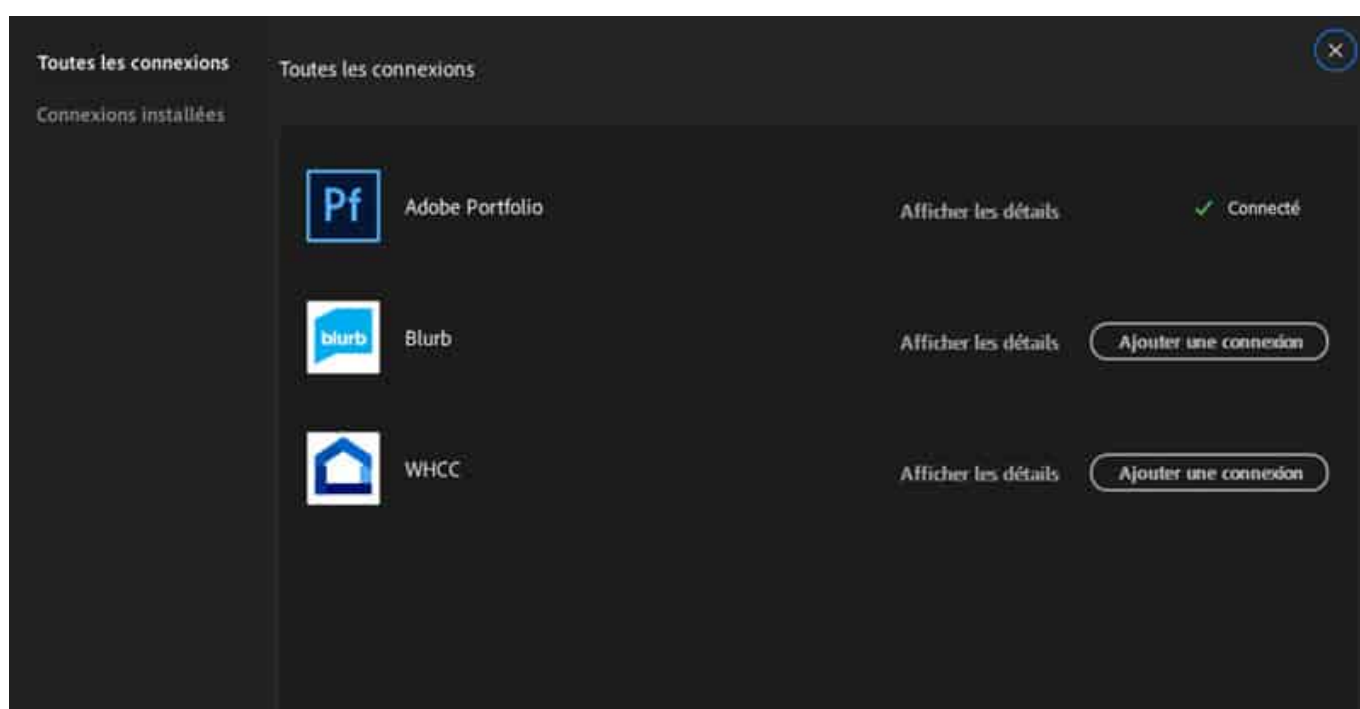 Toutes les connexions
Connexions installées
Toutes les connexions
Pf Adobe Portfolio Afficher les détails Connecté
blurb Blurb Afficher les détails Ajouter une connexion
WHCC Afficher les détails Ajouter une connexion